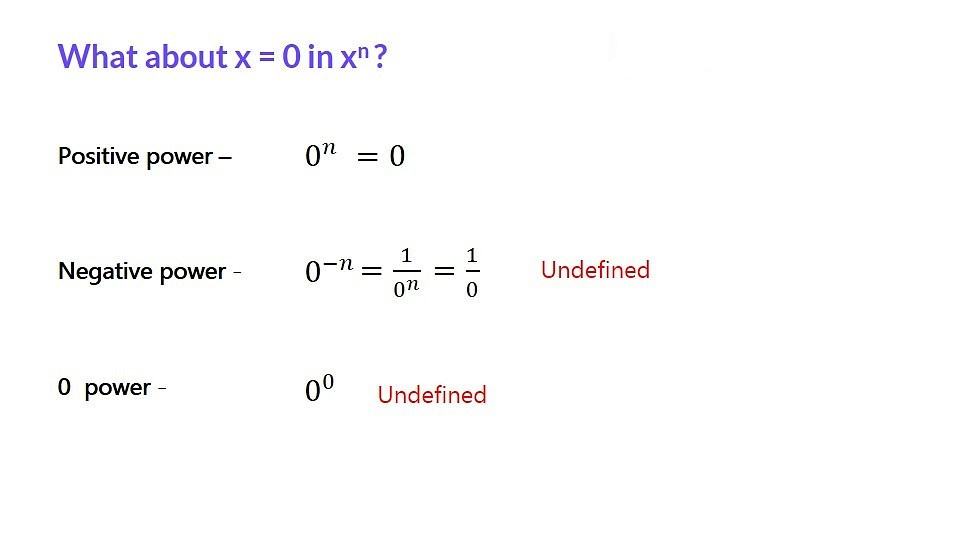 What about x = 0 in xⁿ ?
Positive power – 0ⁿ = 0
Negative power - 0⁻ⁿ = 1/0ⁿ = 1/0 Undefined
0 power - 0⁰ Undefined